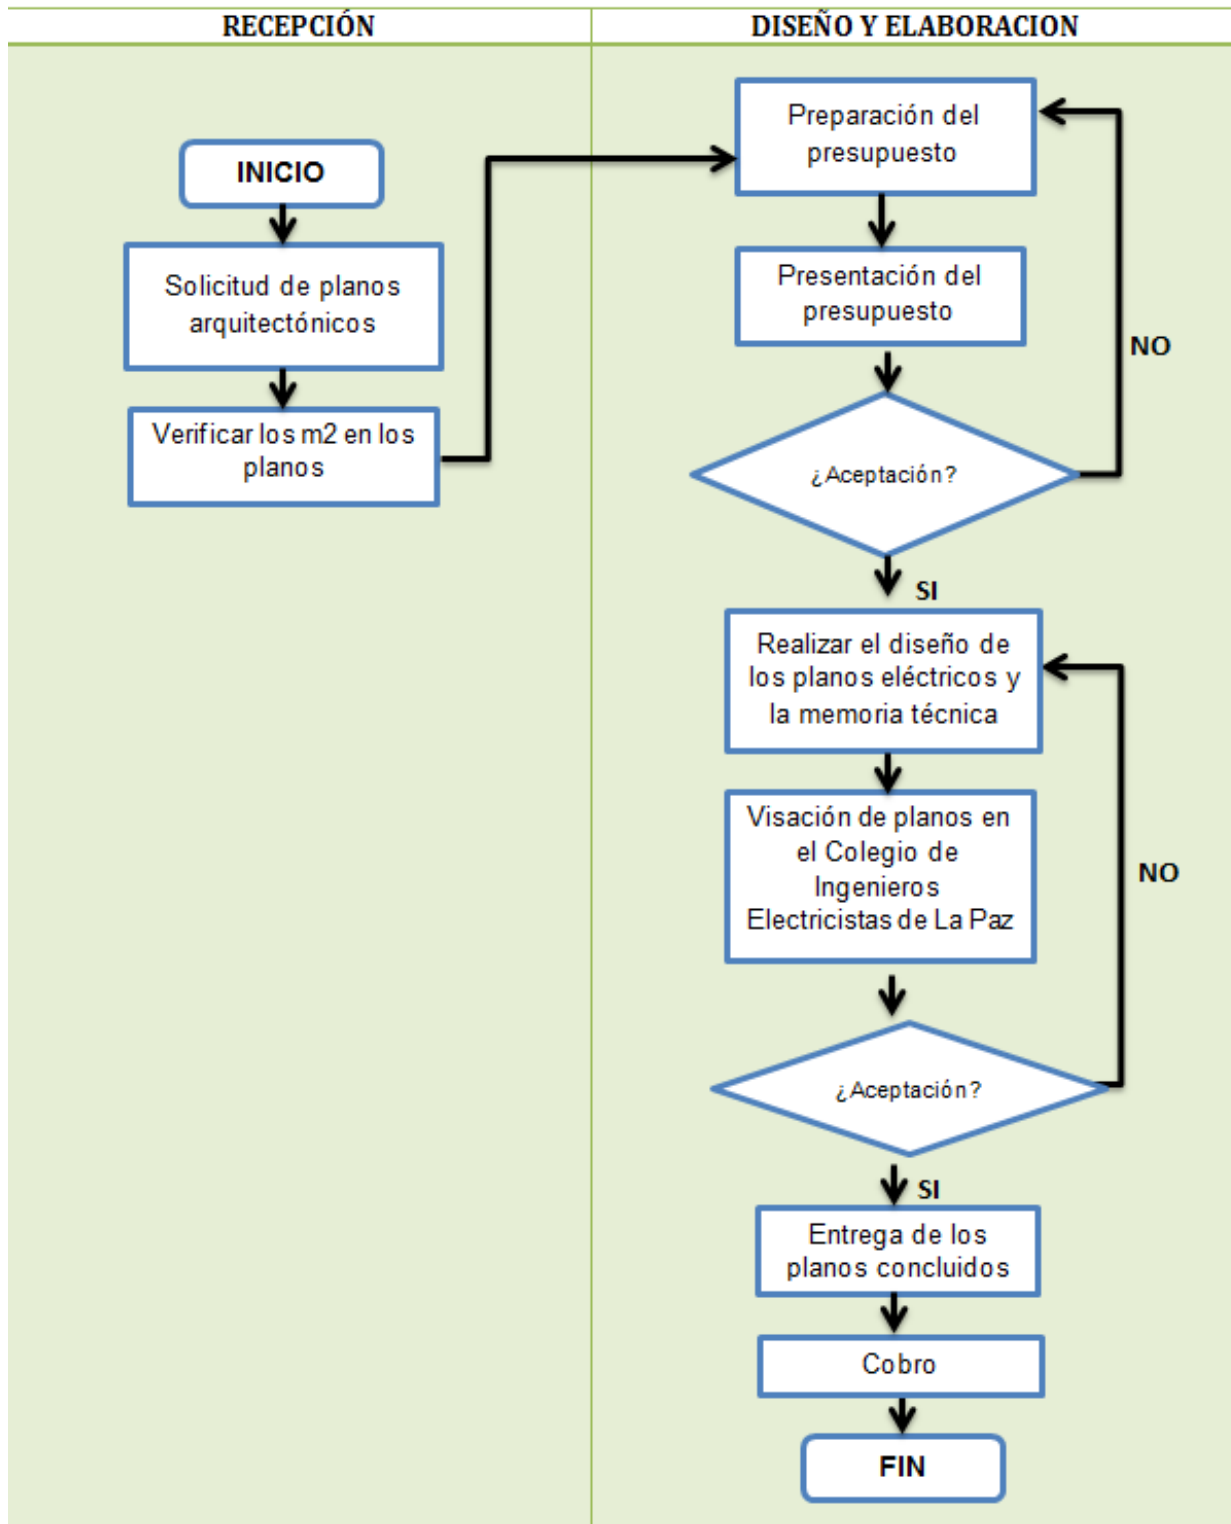 RECEPCIÓN
DISEÑO Y ELABORACION
INICIO
Solicitud de planos
arquitectónicos
Verificar los m2 en los
planos
Preparación del
presupuesto
Presentación del
presupuesto
NO
¿Aceptación?
SI
Realizar el diseño de
los planos eléctricos y
la memoria técnica
Visación de planos en
el Colegio de
Ingenieros
Electricistas de La Paz
NO
¿Aceptación?
SI
Entrega de los
planos concluidos
Cobro
FIN